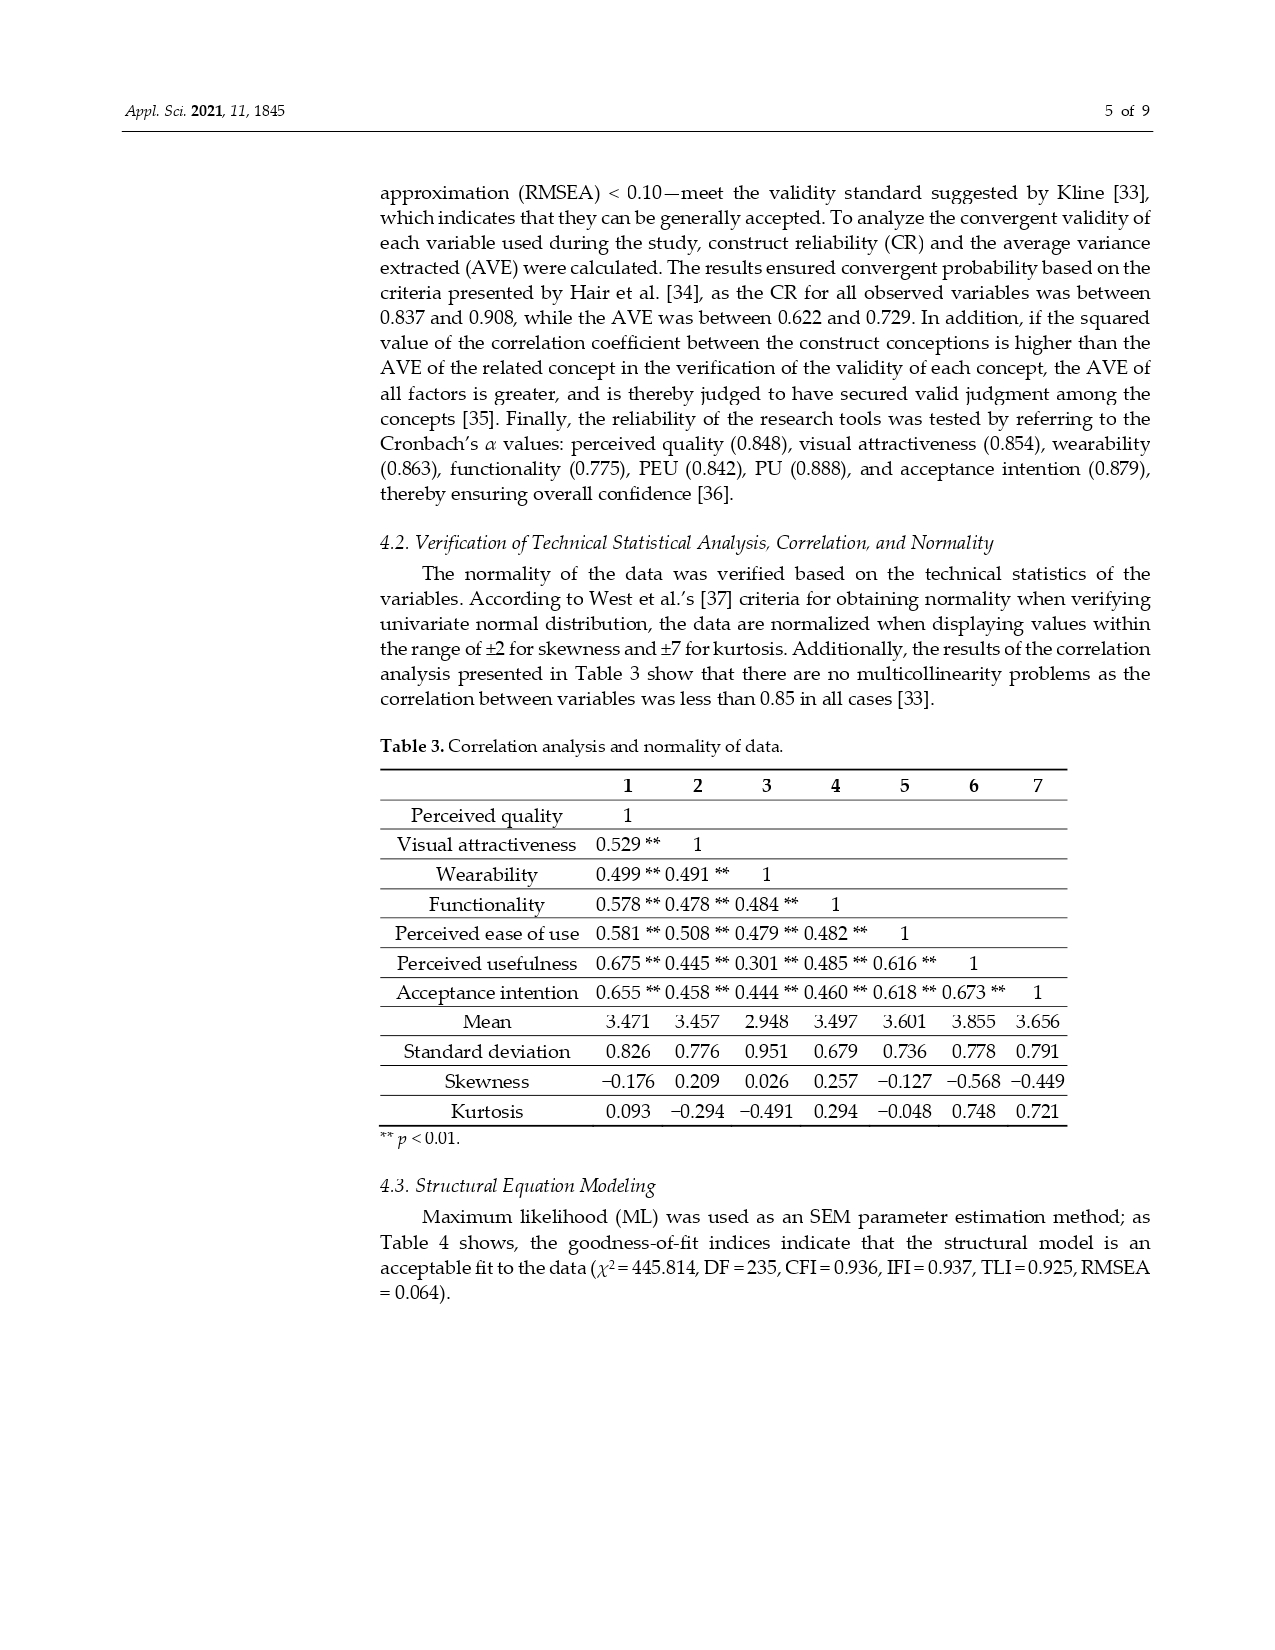 Appl. Sci. 2021, 11, 1845 5 of 9
approximation (RMSEA) < 0.10—meet the validity standard suggested by Kline [33],
which indicates that they can be generally accepted. To analyze the convergent validity of
each variable used during the study, construct reliability (CR) and the average variance
extracted (AVE) were calculated. The results ensured convergent probability based on the
criteria presented by Hair et al. [34], as the CR for all observed variables was between
0.837 and 0.908, while the AVE was between 0.622 and 0.729. In addition, if the squared
value of the correlation coefficient between the construct conceptions is higher than the
AVE of the related concept in the verification of the validity of each concept, the AVE of
all factors is greater, and is thereby judged to have secured valid judgment among the
concepts [35]. Finally, the reliability of the research tools was tested by referring to the
Cronbach’s α values: perceived quality (0.848), visual attractiveness (0.854), wearability
(0.863), functionality (0.775), PEU (0.842), PU (0.888), and acceptance intention (0.879),
thereby ensuring overall confidence [36].
4.2. Verification of Technical Statistical Analysis, Correlation, and Normality
The normality of the data was verified based on the technical statistics of the
variables. According to West et al.’s [37] criteria for obtaining normality when verifying
univariate normal distribution, the data are normalized when displaying values within
the range of ±2 for skewness and ±7 for kurtosis. Additionally, the results of the correlation
analysis presented in Table 3 show that there are no multicollinearity problems as the
correlation between variables was less than 0.85 in all cases [33].
Table 3. Correlation analysis and normality of data.
1 2 3 4 5 6 7
Perceived quality 1
Visual attractiveness 0.529 ** 1
Wearability 0.499 ** 0.491 ** 1
Functionality 0.578 ** 0.478 ** 0.484 ** 1
Perceived ease of use 0.581 ** 0.508 ** 0.479 ** 0.482 ** 1
Perceived usefulness 0.675 ** 0.445 ** 0.301 ** 0.485 ** 0.616 ** 1
Acceptance intention 0.655 ** 0.458 ** 0.444 ** 0.460 ** 0.618 ** 0.673 ** 1
Mean 3.471 3.457 2.948 3.497 3.601 3.855 3.656
Standard deviation 0.826 0.776 0.951 0.679 0.736 0.778 0.791
Skewness −0.176 0.209 0.026 0.257 −0.127 −0.568 −0.449
Kurtosis 0.093 −0.294 −0.491 0.294 −0.048 0.748 0.721
** p < 0.01.
4.3. Structural Equation Modeling
Maximum likelihood (ML) was used as an SEM parameter estimation method; as
Table 4 shows, the goodness-of-fit indices indicate that the structural model is an
acceptable fit to the data (χ² = 445.814, DF = 235, CFI = 0.936, IFI = 0.937, TLI = 0.925, RMSEA
= 0.064).